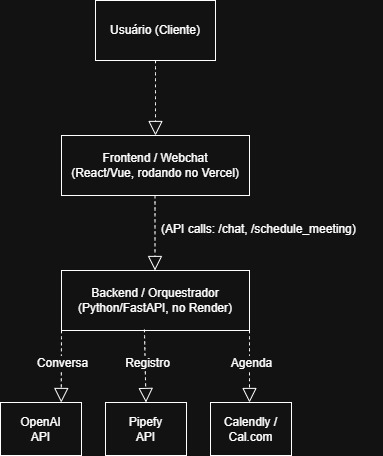 Usuário (Cliente)
Frontend / Webchat
(React/Vue, rodando no Vercel)
(API calls: /chat, /schedule_meeting)
Backend / Orquestrador
(Python/FastAPI, no Render)
Conversa
Registro
Agenda
OpenAI
API
Pipefy
API
Calendly /
Cal.com